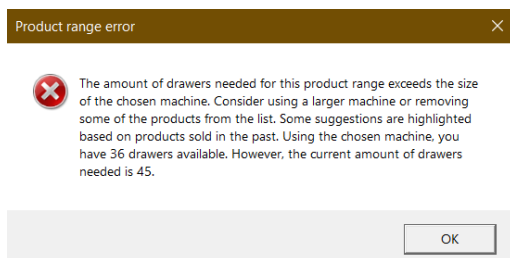 Product range error
The amount of drawers needed for this product range exceeds the size
of the chosen machine. Consider using a larger machine or removing
some of the products from the list. Some suggestions are highlighted
based on products sold in the past. Using the chosen machine, you
have 36 drawers available. However, the current amount of drawers
needed is 45.
OK